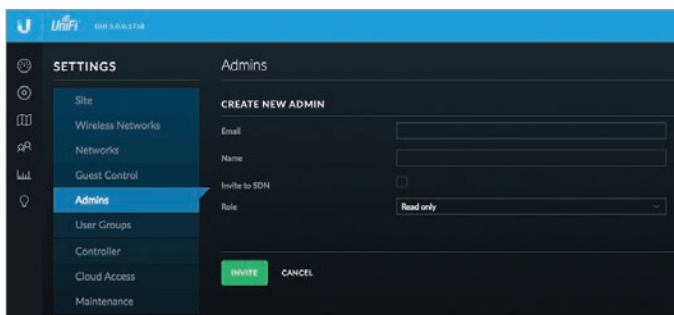 UniFi
SETTINGS
Site
Wireless Networks
Networks
Guest Control
Admins
User Groups
Controller
Cloud Access
Maintenance
Admins
CREATE NEW ADMIN
Email
Name
Invite to SDN
Role
Read only
INVITE
CANCEL